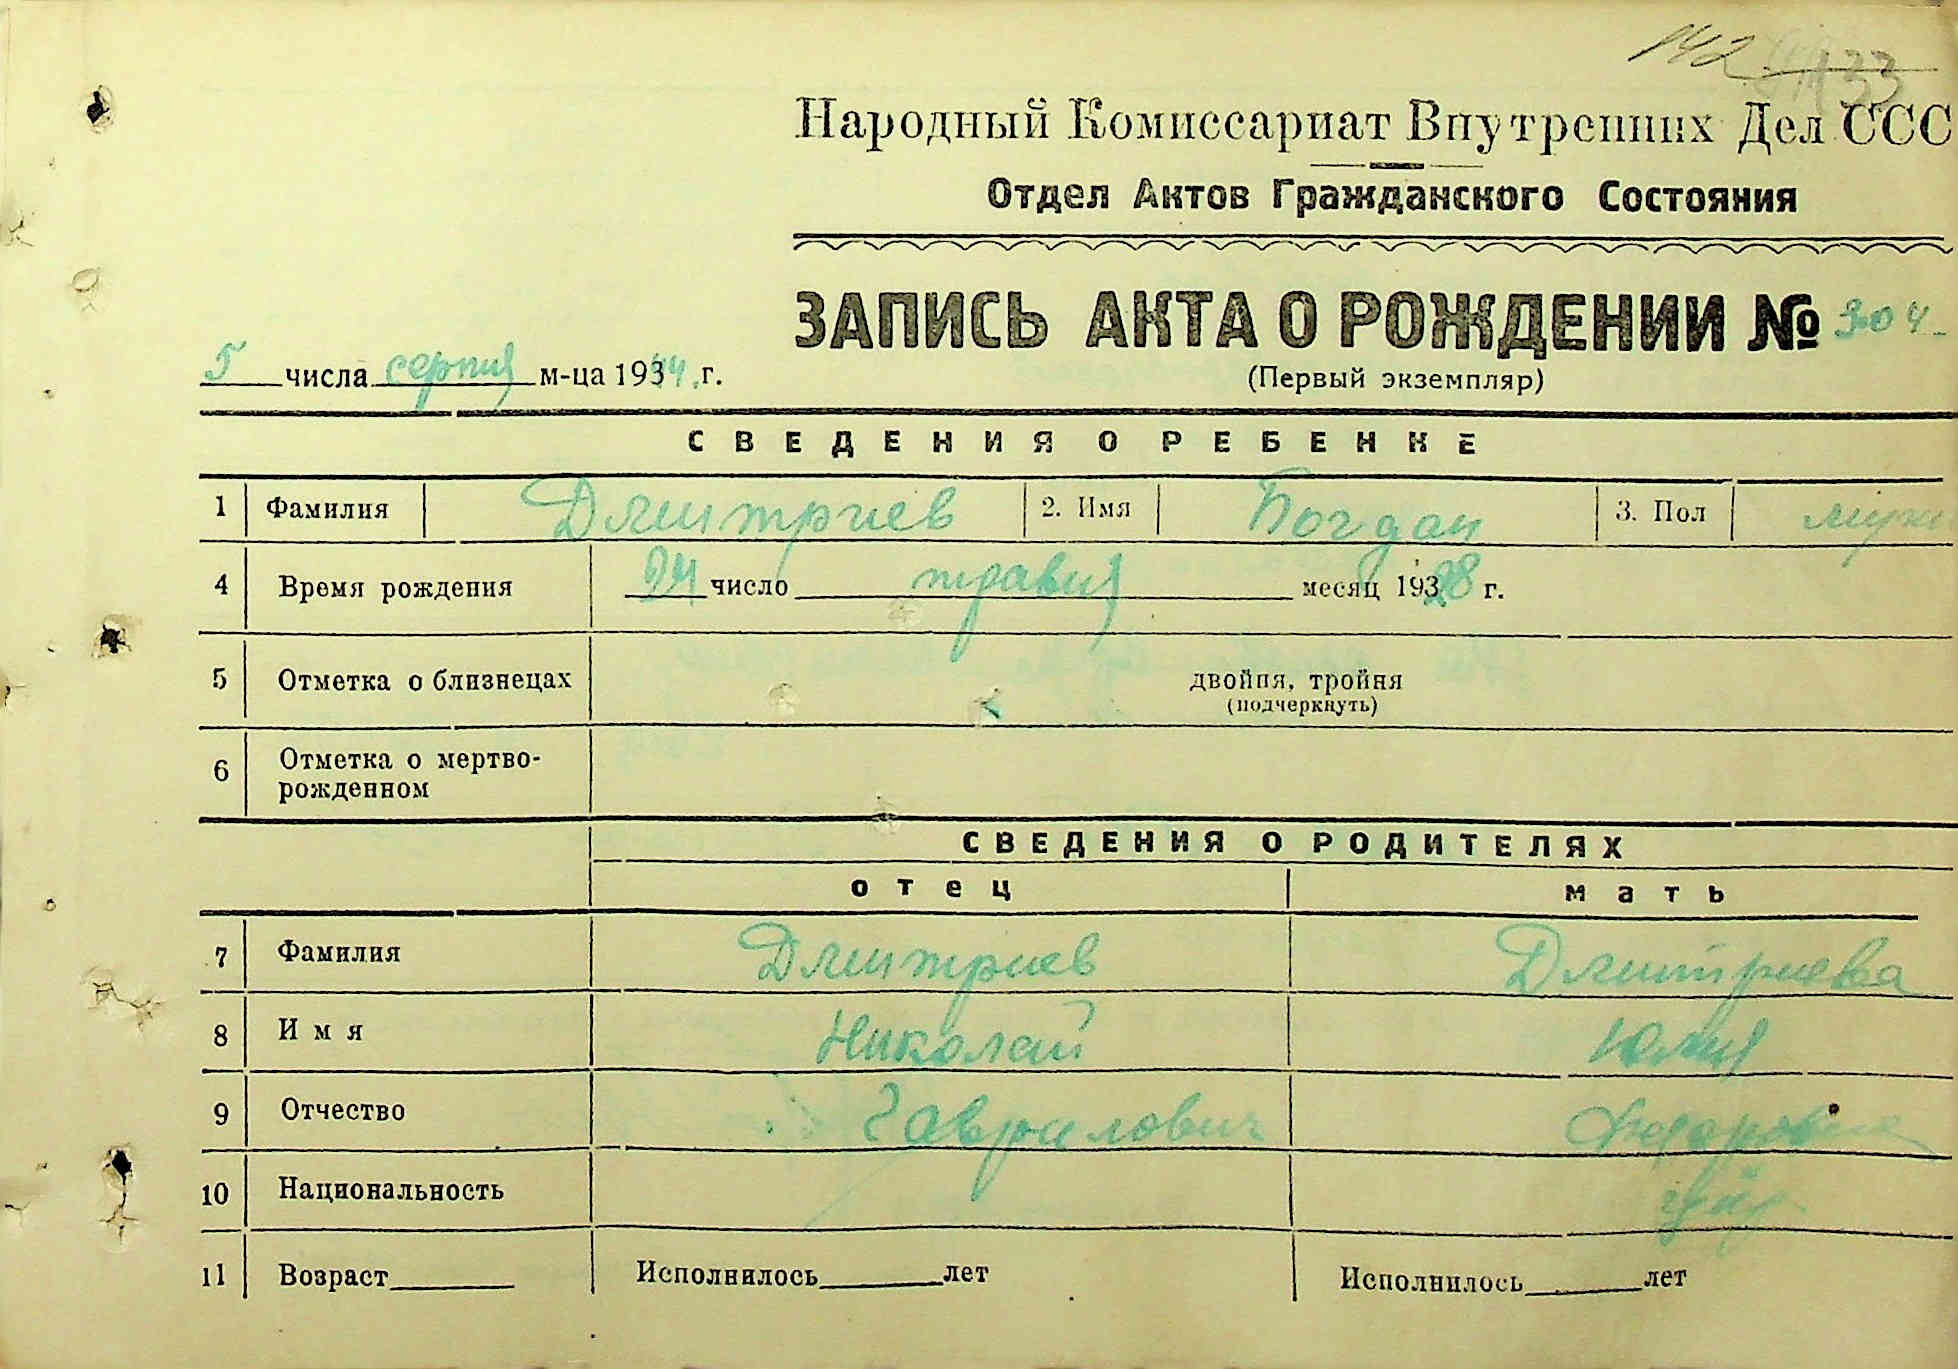 142 133
Народный Комиссариат Внутренних Дел ССС
Отдел Актов Гражданского Состояния
ЗАПИСЬ АКТА О РОЖДЕНИИ № 304
5 числа серпня м-ца 1944 г.
(Первый экземпляр)
СВЕДЕНИЯ О РЕБЕНКЕ
1 Фамилия Дмитриев 2. Имя Богдан 3. Пол муж
4 Время рождения 24 число травня месяц 1928 г.
5 Отметка о близнецах двойня, тройня
(подчеркнуть)
6 Отметка о мертво-
рожденном
СВЕДЕНИЯ О РОДИТЕЛЯХ
отец мать
7 Фамилия Дмитриев Дмитриева
8 Имя Николай Юлия
9 Отчество Гаврилович
10 Национальность
11 Возраст Исполнилось лет Исполнилось лет